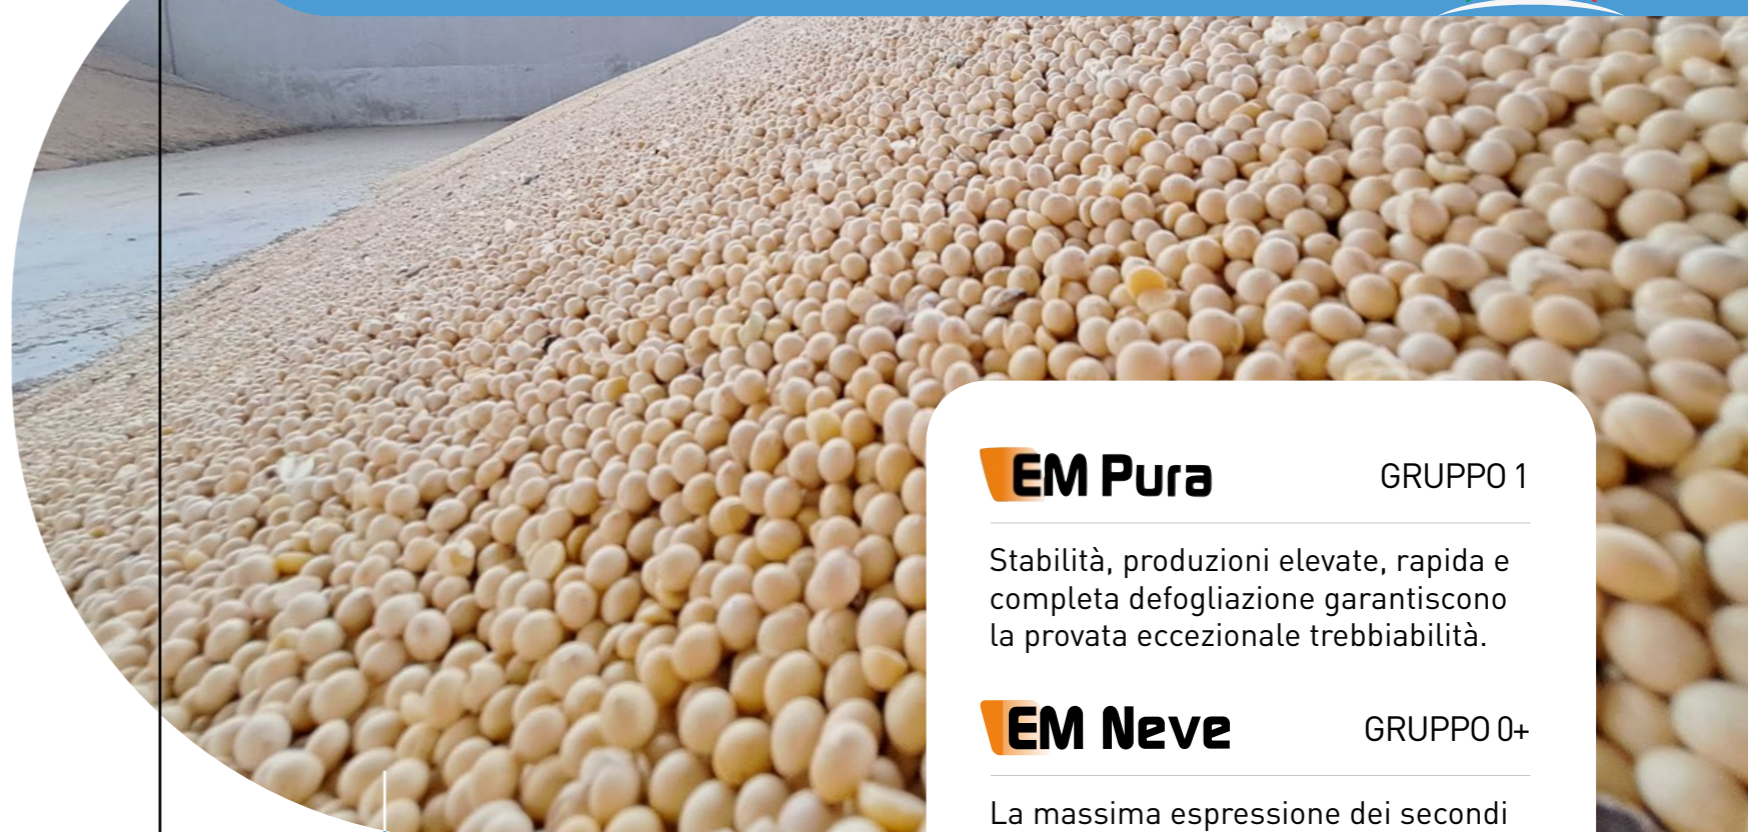 EM Pura
GRUPPO 1
Stabilità, produzioni elevate, rapida e
completa defogliazione garantiscono
la provata eccezionale trebbiabilità.
EM Neve
GRUPPO 0+
La massima espressione dei secondi